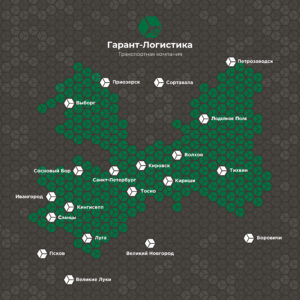 Гарант-Логистика
Транспортная компания
Петрозаводск
Приозерск
Сортавала
Выборг
Лодейное Поле
Волхов
Кировск
Сосновый Бор
Тихвин
Санкт-Петербург
Кириши
Тосно
Ивангород
Кингисепп
Сланцы
Луга
Боровичи
Псков
Великий Новгород
Великие Луки